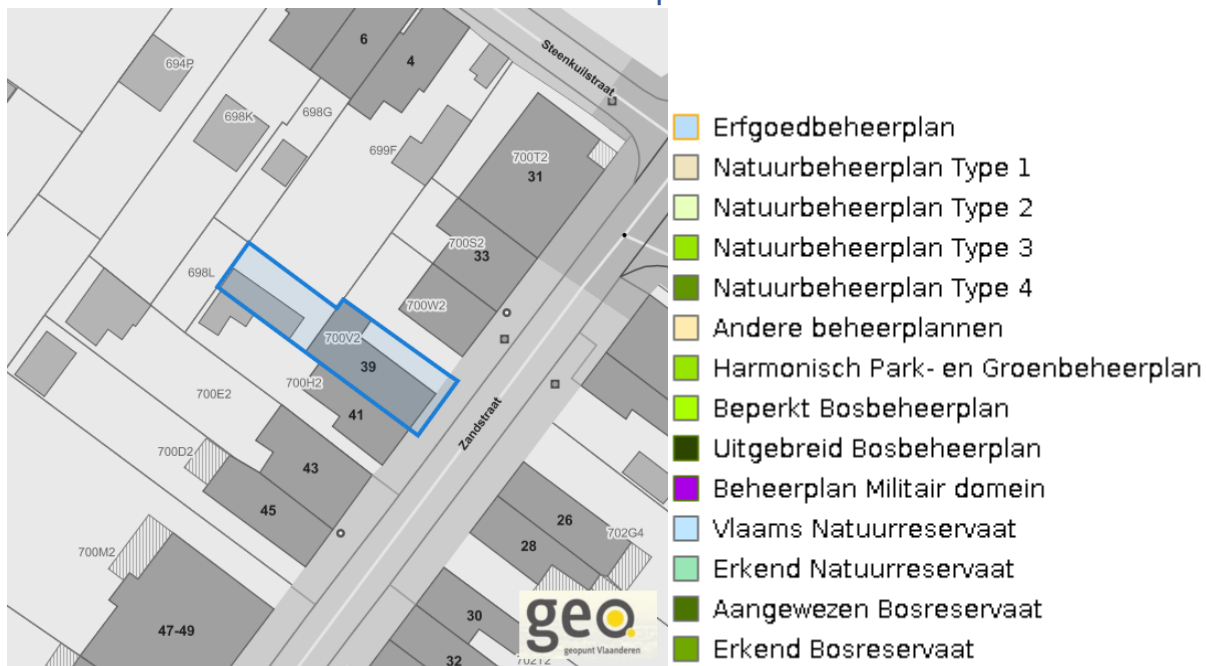 Steenkuilstraat
6
4
694P
698K
698G
699F
700T2
31
700S2
33
698L
700W2
700V2
39
700H2
41
700E2
Zandstraat
43
700D2
45
26
28
702G4
700M2
47-49
30
32
702T2
geo.
geopunt Vlaanderen
Erfgoedbeheerplan
Natuurbeheerplan Type 1
Natuurbeheerplan Type 2
Natuurbeheerplan Type 3
Natuurbeheerplan Type 4
Andere beheerplannen
Harmonisch Park- en Groenbeheerplan
Beperkt Bosbeheerplan
Uitgebreid Bosbeheerplan
Beheerplan Militair domein
Vlaams Natuurreservaat
Erkend Natuurreservaat
Aangewezen Bosreservaat
Erkend Bosreservaat